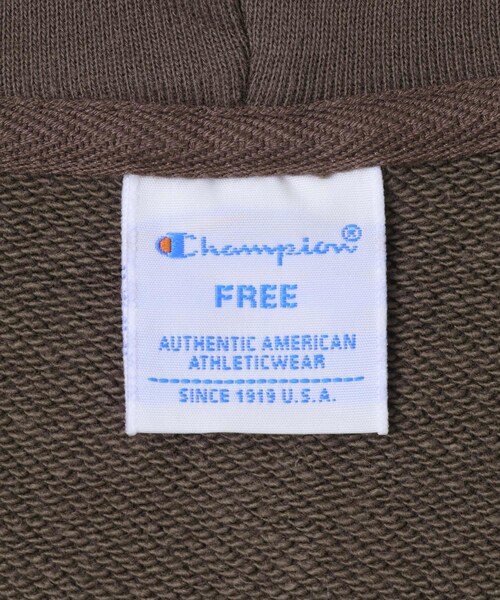 Champion®
FREE
AUTHENTIC AMERICAN
ATHLETICWEAR
SINCE 1919 U.S.A.